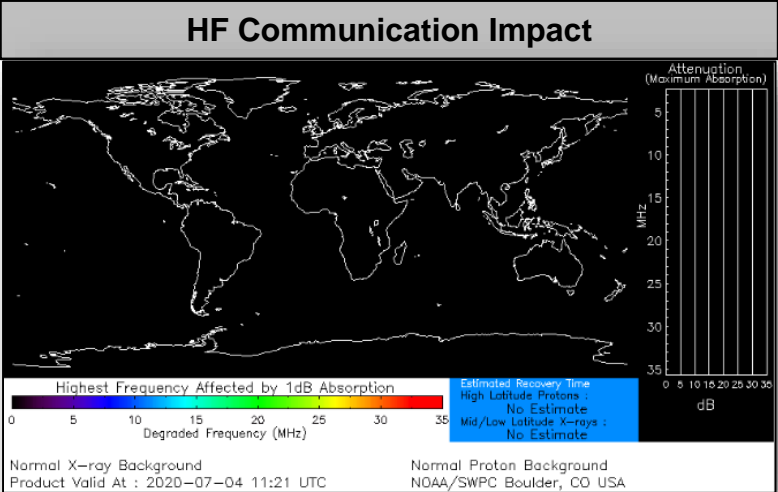 HF Communication Impact
Attenuation
(Maximum Absorption)
5
10
15
20
25
30
35
MHz
0 5 10 15 20 25 30 35
dB
Highest Frequency Affected by 1dB Absorption
0 5 10 15 20 25 30 35
Degraded Frequency (MHz)
Estimated Recovery Time
High Latitude Protons :
No Estimate
Mid/Low Latitude X-rays :
No Estimate
Normal X-ray Background
Normal Proton Background
Product Valid At : 2020-07-04 11:21 UTC
NOAA/SWPC Boulder, CO USA